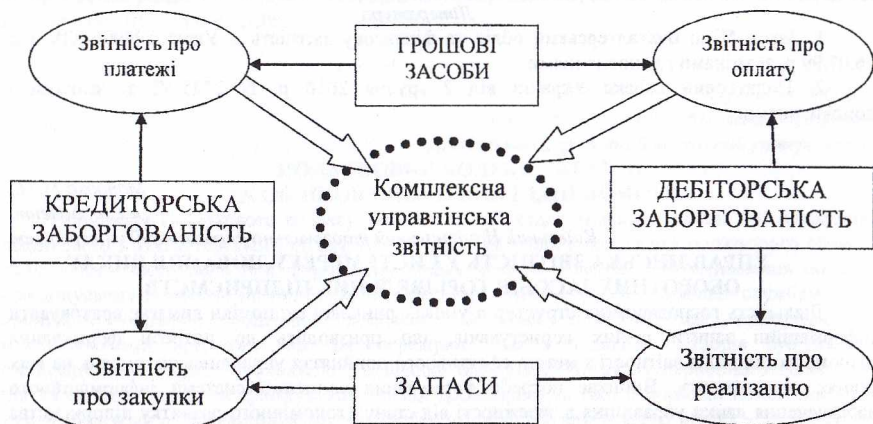 Звітність про
платежі
ГРОШОВІ
ЗАСОБИ
Звітність про
оплату
КРЕДИТОРСЬКА
ЗАБОРГОВАНІСТЬ
Комплексна
управлінська
звітність
ДЕБІТОРСЬКА
ЗАБОРГОВАНІСТЬ
Звітність
про закупки
ЗАПАСИ
Звітність про
реалізацію